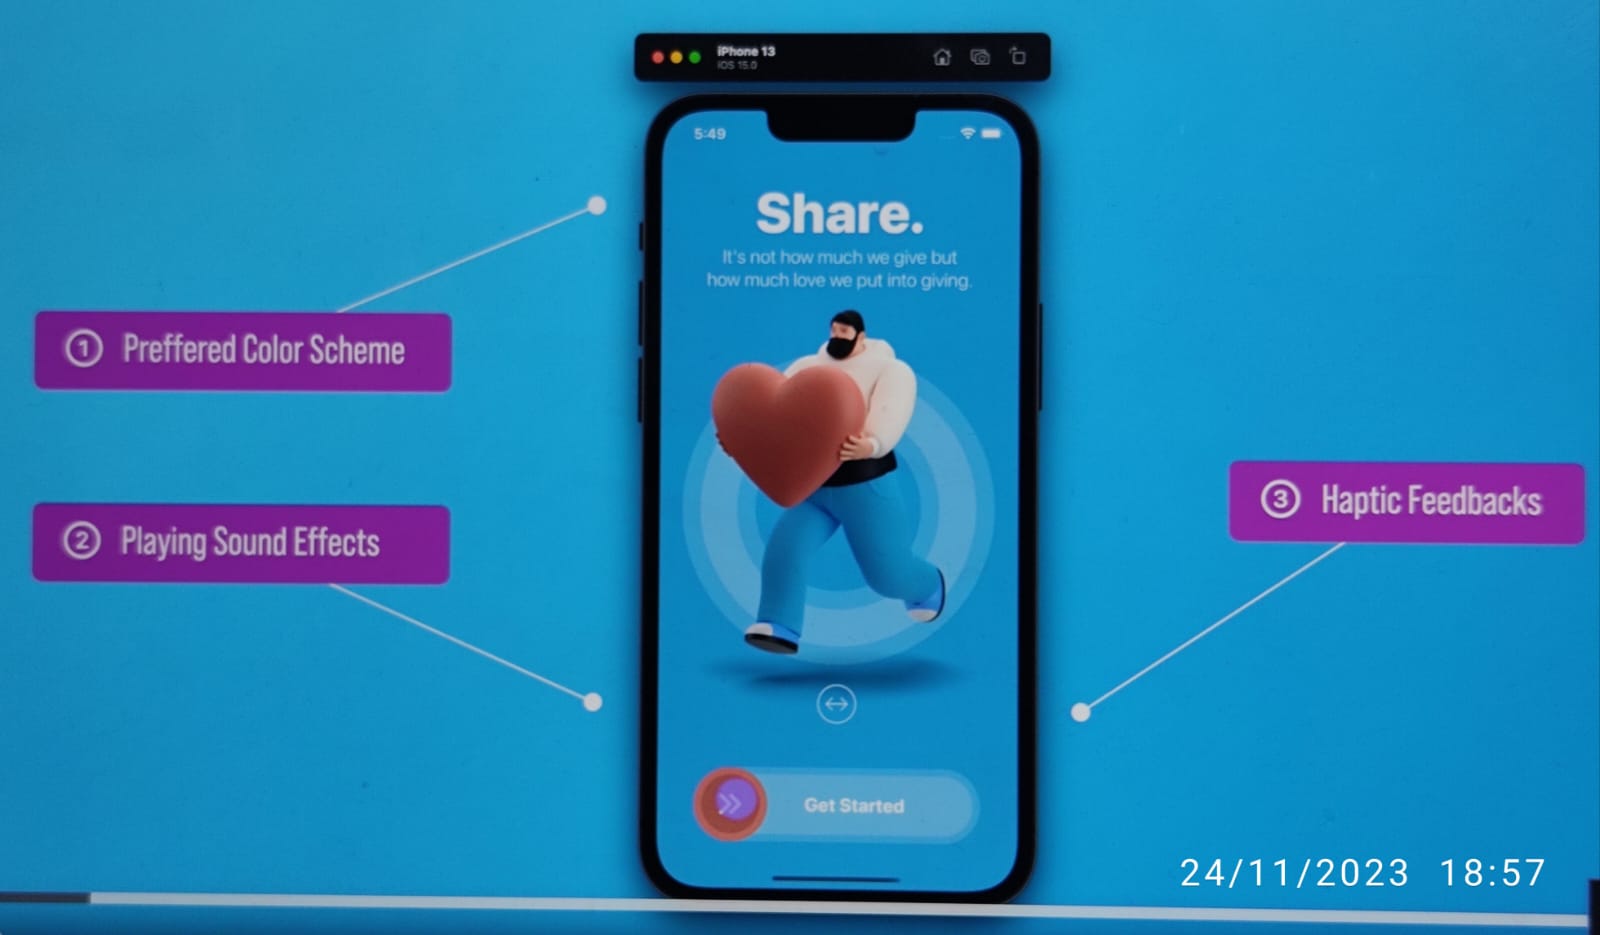 iPhone 13
iOS 15.0
5:49
Share.
It's not how much we give but
how much love we put into giving.
1 Preffered Color Scheme
2 Playing Sound Effects
3 Haptic Feedbacks
Get Started
24/11/2023 18:57